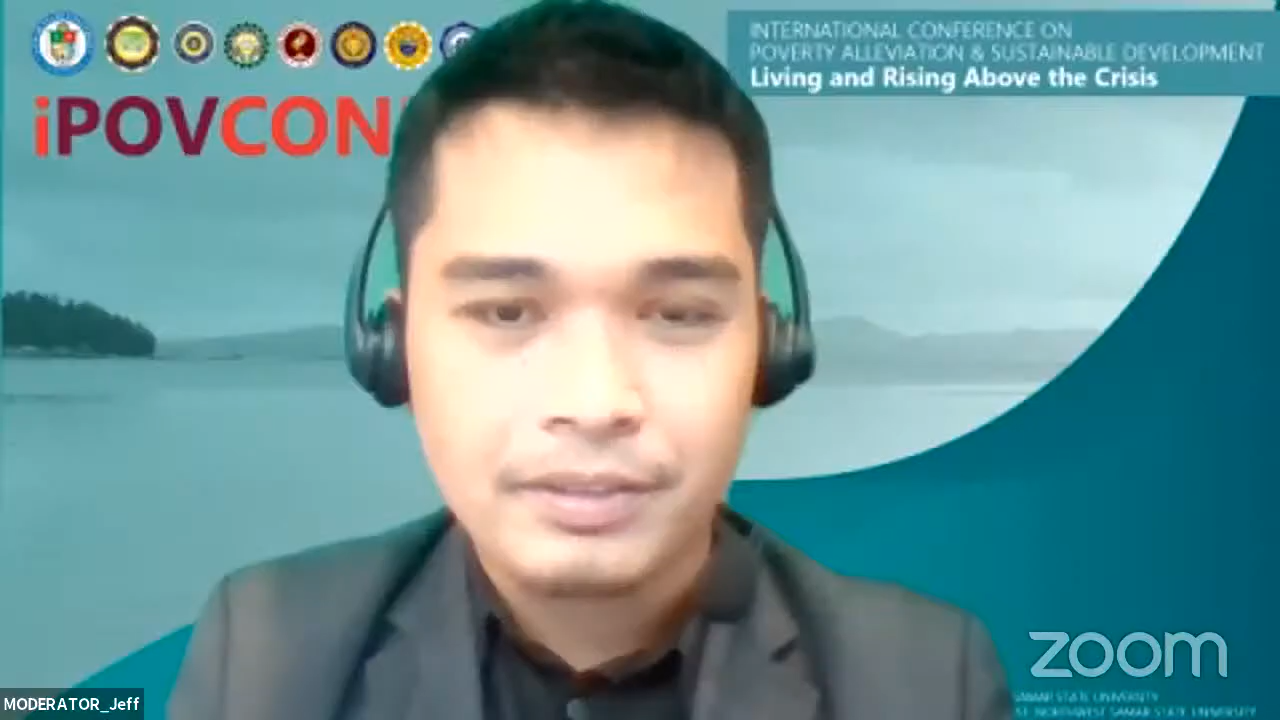 INTERNATIONAL CONFERENCE ON
POVERTY ALLEVIATION & SUSTAINABLE DEVELOPMENT
Living and Rising Above the Crisis
iPOVCON
zoom
MODERATOR_Jeff
SAMAR STATE UNIVERSITY
NORTHWEST SAMAR STATE UNIVERSITY